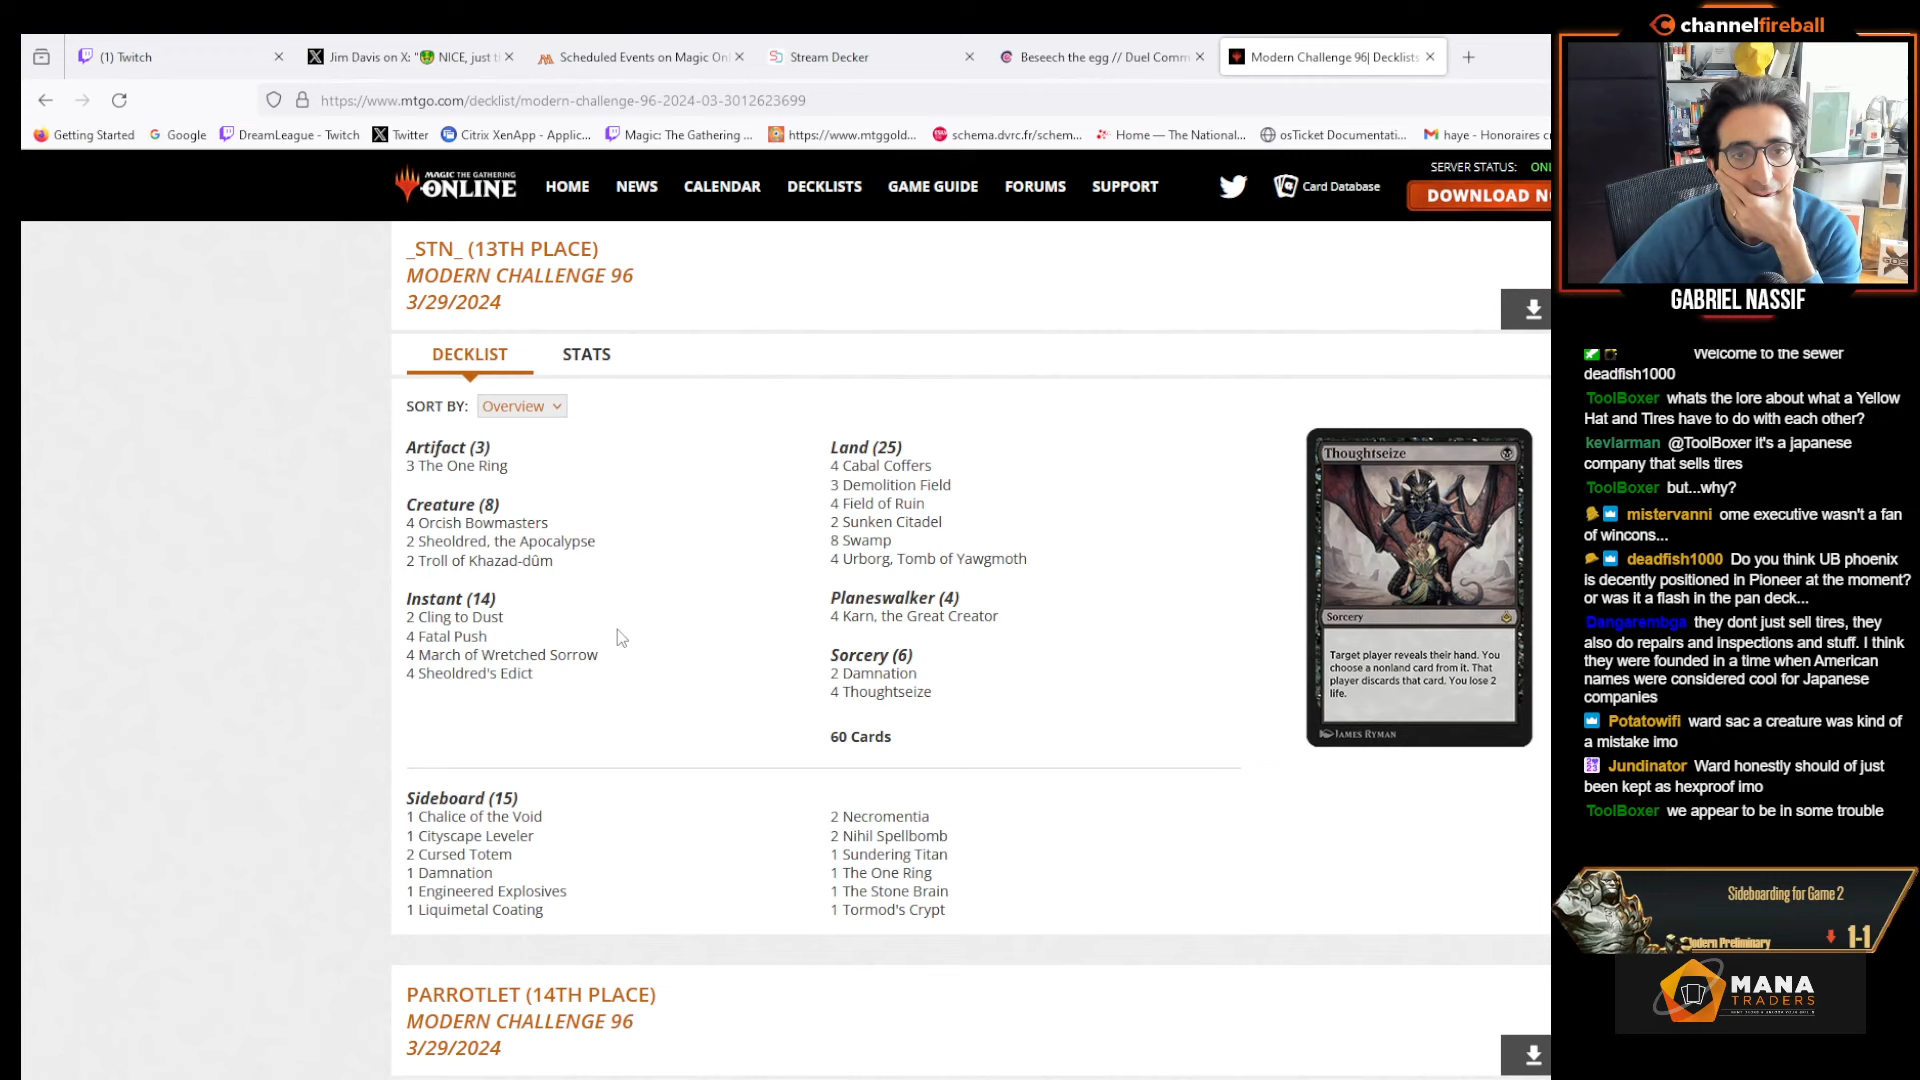 channelfireball
(1) Twitch
Jim Davis on X: "🤑 NICE, just t
Scheduled Events on Magic On
Stream Decker
Beseech the egg // Duel Comm
Modern Challenge 96| Decklists
https://www.mtgo.com/decklist/modern-challenge-96-2024-03-3012623699
Getting Started
Google
DreamLeague - Twitch
Twitter
Citrix XenApp - Applic...
Magic: The Gathering ...
https://www.mtggold...
schema.dvrc.fr/schem...
Home — The National...
osTicket Documentati...
haye - Honoraires c
MAGIC THE GATHERING
ONLINE
HOME
NEWS
CALENDAR
DECKLISTS
GAME GUIDE
FORUMS
SUPPORT
Card Database
SERVER STATUS: ONL
DOWNLOAD N
_STN_ (13TH PLACE)
MODERN CHALLENGE 96
3/29/2024
DECKLIST
STATS
SORT BY: Overview
Artifact (3)
3 The One Ring
Creature (8)
4 Orcish Bowmasters
2 Sheoldred, the Apocalypse
2 Troll of Khazad-dûm
Instant (14)
2 Cling to Dust
4 Fatal Push
4 March of Wretched Sorrow
4 Sheoldred's Edict
Land (25)
4 Cabal Coffers
3 Demolition Field
4 Field of Ruin
2 Sunken Citadel
8 Swamp
4 Urborg, Tomb of Yawgmoth
Planeswalker (4)
4 Karn, the Great Creator
Sorcery (6)
2 Damnation
4 Thoughtseize
60 Cards
Thoughtseize
Sorcery
Target player reveals their hand. You
choose a nonland card from it. That
player discards that card. You lose 2
life.
JAMES RYMAN
Sideboard (15)
1 Chalice of the Void
1 Cityscape Leveler
2 Cursed Totem
1 Damnation
1 Engineered Explosives
1 Liquimetal Coating
2 Necromentia
2 Nihil Spellbomb
1 Sundering Titan
1 The One Ring
1 The Stone Brain
1 Tormod's Crypt
PARROTLET (14TH PLACE)
MODERN CHALLENGE 96
3/29/2024
GABRIEL NASSIF
Welcome to the sewer
deadfish1000
ToolBoxer whats the lore about what a Yellow
Hat and Tires have to do with each other?
kevlarman @ToolBoxer it's a japanese
company that sells tires
ToolBoxer but...why?
mistervanni ome executive wasn't a fan
of wincons...
deadfish1000 Do you think UB phoenix
is decently positioned in Pioneer at the moment?
or was it a flash in the pan deck...
Dangarembga they dont just sell tires, they
also do repairs and inspections and stuff. I think
they were founded in a time when American
names were considered cool for Japanese
companies
Potatowifi ward sac a creature was kind of
a mistake imo
Jundinator Ward honestly should of just
been kept as hexproof imo
ToolBoxer we appear to be in some trouble
Sideboarding for Game 2
Modern Preliminary
1-1
MANA
TRADERS